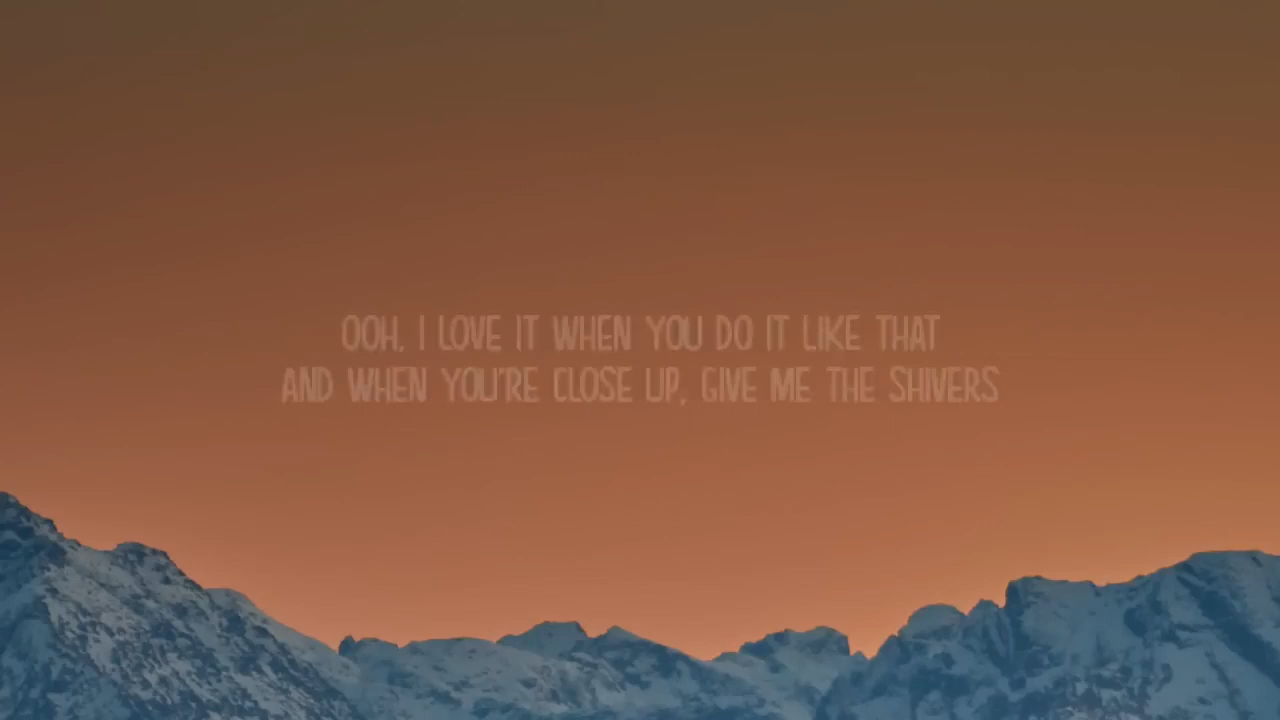 OOH, I LOVE IT WHEN YOU DO IT LIKE THAT
AND WHEN YOU'RE CLOSE UP, GIVE ME THE SHIVERS